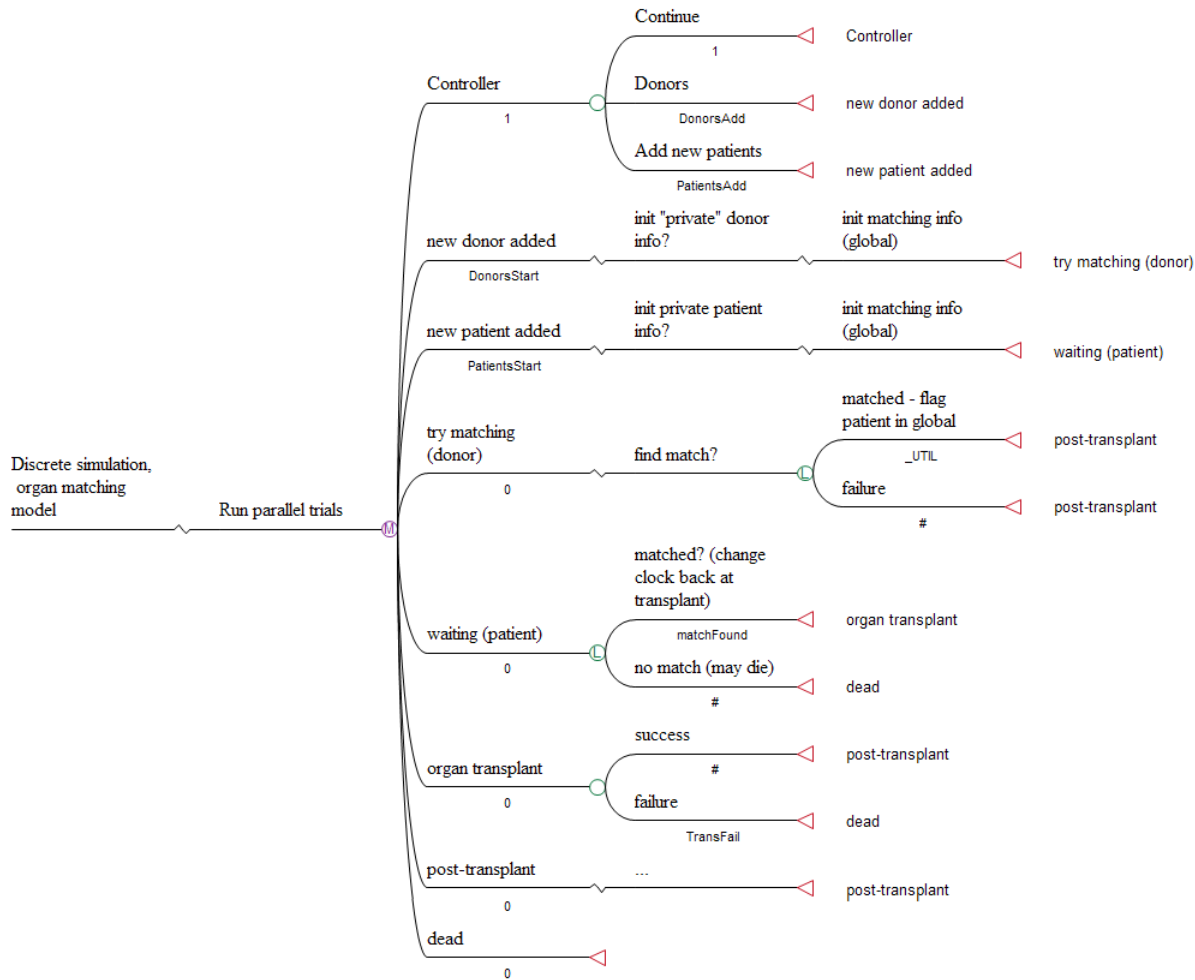 Continue
1
Controller
Controller
1
Donors
DonorsAdd
new donor added
Add new patients
PatientsAdd
new patient added
new donor added
DonorsStart
init "private" donor
info?
init matching info
(global)
try matching (donor)
new patient added
PatientsStart
init private patient
info?
init matching info
(global)
waiting (patient)
try matching
(donor)
0
find match?
L
matched - flag
patient in global
_UTIL
post-transplant
failure
#
post-transplant
Discrete simulation,
organ matching
model
Run parallel trials
M
waiting (patient)
0
L
matched? (change
clock back at
transplant)
matchFound
organ transplant
no match (may die)
#
dead
organ transplant
0
success
#
post-transplant
failure
TransFail
dead
post-transplant
0
...
post-transplant
dead
0